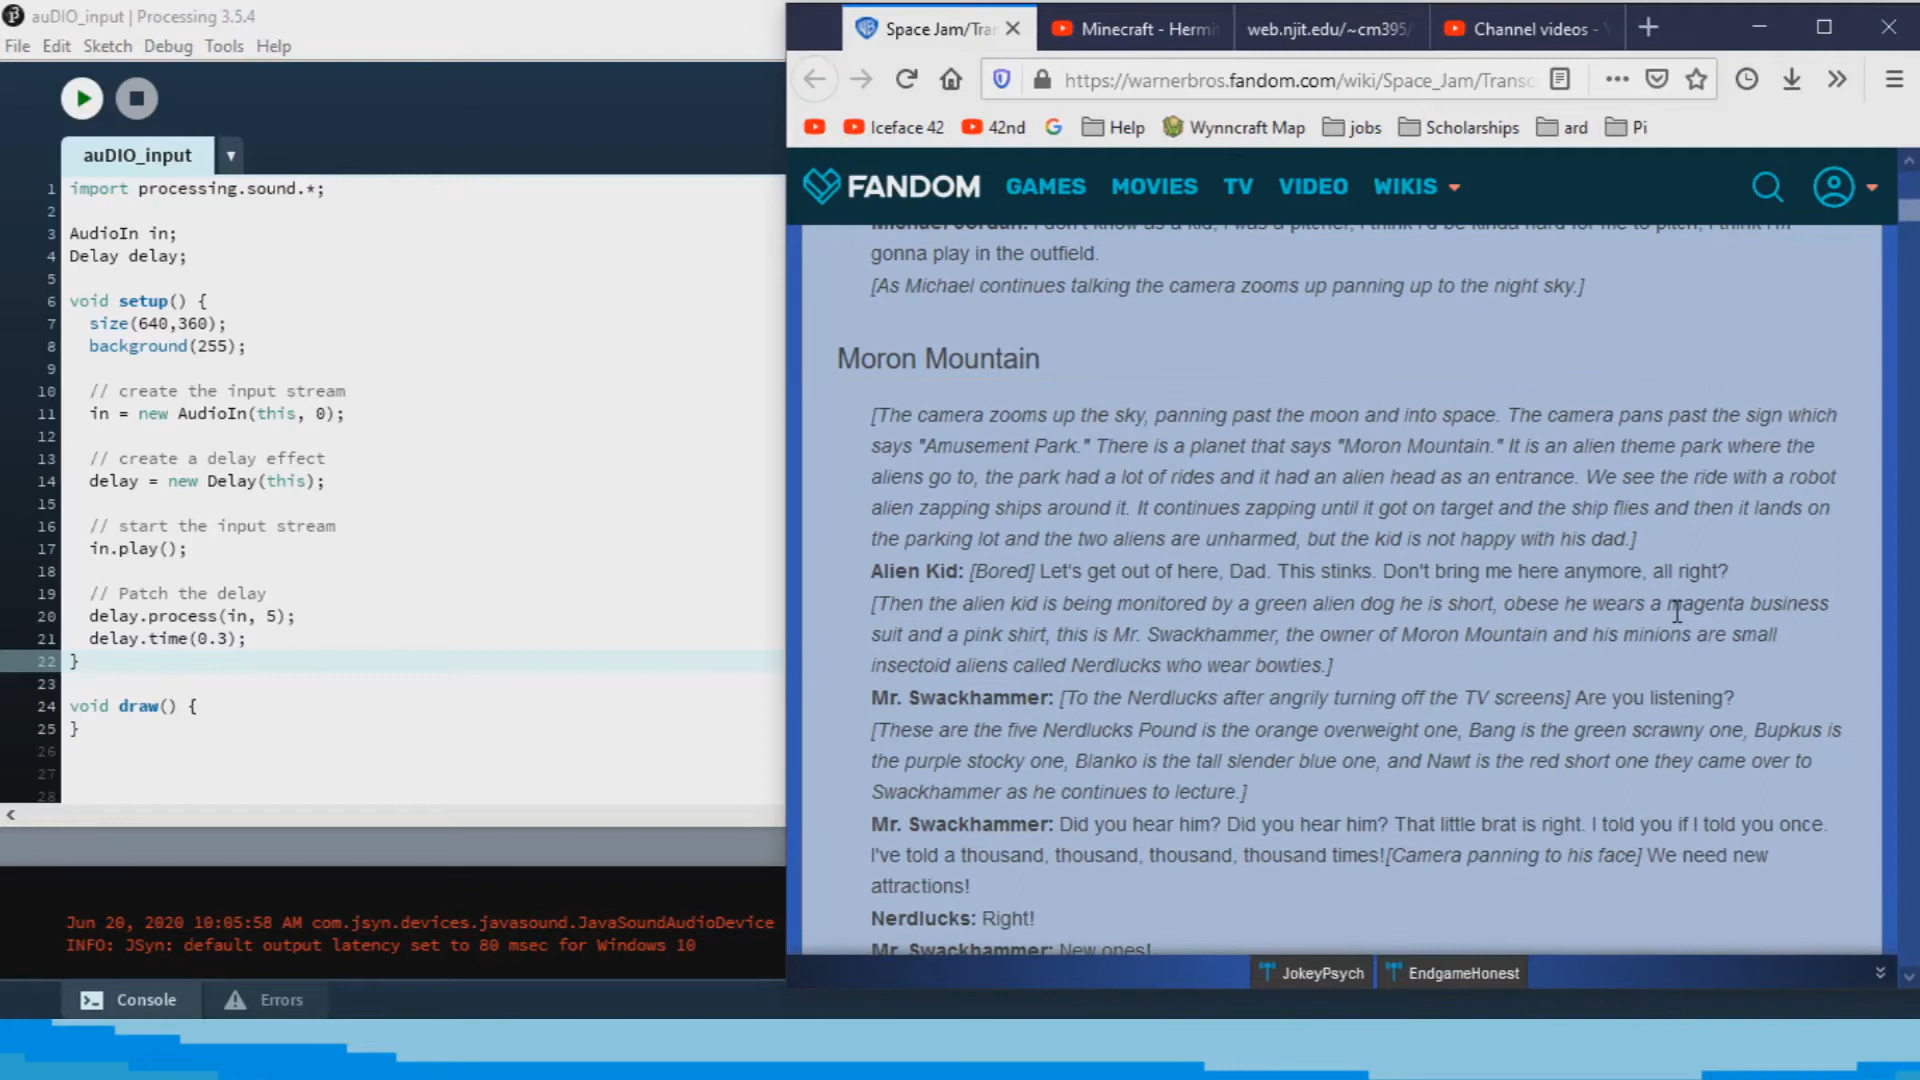 auDIO_input | Processing 3.5.4
File Edit Sketch Debug Tools Help
auDIO_input
1 import processing.sound.*;
2
3 AudioIn in;
4 Delay delay;
5
6 void setup() {
7 size(640,360);
8 background(255);
9
10 // create the input stream
11 in = new AudioIn(this, 0);
12
13 // create a delay effect
14 delay = new Delay(this);
15
16 // start the input stream
17 in.play();
18
19 // Patch the delay
20 delay.process(in, 5);
21 delay.time(0.3);
22 }
23
24 void draw() {
25 }
26
27
28
Jun 20, 2020 10:05:58 AM com.jsyn.devices.javasound.JavaSoundAudioDevice
INFO: JSyn: default output latency set to 80 msec for Windows 10
Console Errors
Space Jam/Tra Minecraft - Hermi web.njit.edu/~cm395/ Channel videos -
https://warnerbros.fandom.com/wiki/Space_Jam/Transc
Iceface 42 42nd Help Wynncraft Map jobs Scholarships ard Pi
FANDOM GAMES MOVIES TV VIDEO WIKIS
gonna play in the outfield.
[As Michael continues talking the camera zooms up panning up to the night sky.]
Moron Mountain
[The camera zooms up the sky, panning past the moon and into space. The camera pans past the sign which
says "Amusement Park." There is a planet that says "Moron Mountain." It is an alien theme park where the
aliens go to, the park had a lot of rides and it had an alien head as an entrance. We see the ride with a robot
alien zapping ships around it. It continues zapping until it got on target and the ship flies and then it lands on
the parking lot and the two aliens are unharmed, but the kid is not happy with his dad.]
Alien Kid: [Bored] Let's get out of here, Dad. This stinks. Don't bring me here anymore, all right?
[Then the alien kid is being monitored by a green alien dog he is short, obese he wears a magenta business
suit and a pink shirt, this is Mr. Swackhammer, the owner of Moron Mountain and his minions are small
insectoid aliens called Nerdlucks who wear bowties.]
Mr. Swackhammer: [To the Nerdlucks after angrily turning off the TV screens] Are you listening?
[These are the five Nerdlucks Pound is the orange overweight one, Bang is the green scrawny one, Bupkus is
the purple stocky one, Blanko is the tall slender blue one, and Nawt is the red short one they came over to
Swackhammer as he continues to lecture.]
Mr. Swackhammer: Did you hear him? Did you hear him? That little brat is right. I told you if I told you once.
I've told a thousand, thousand, thousand, thousand times![Camera panning to his face] We need new
attractions!
Nerdlucks: Right!
Mr. Swackhammer: New ones!
JokeyPsych EndgameHonest